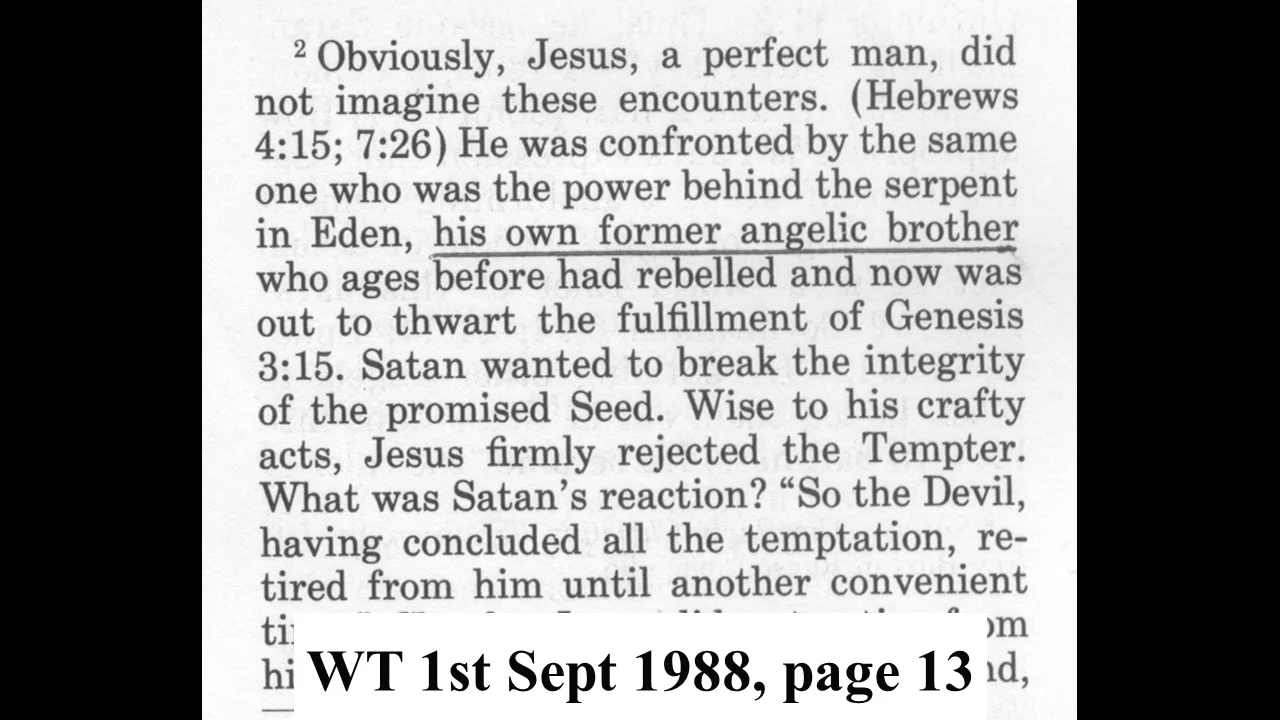 ² Obviously, Jesus, a perfect man, did
not imagine these encounters. (Hebrews
4:15; 7:26) He was confronted by the same
one who was the power behind the serpent
in Eden, his own former angelic brother
who ages before had rebelled and now was
out to thwart the fulfillment of Genesis
3:15. Satan wanted to break the integrity
of the promised Seed. Wise to his crafty
acts, Jesus firmly rejected the Tempter.
What was Satan’s reaction? “So the Devil,
having concluded all the temptation, re-
tired from him until another convenient
WT 1st Sept 1988, page 13